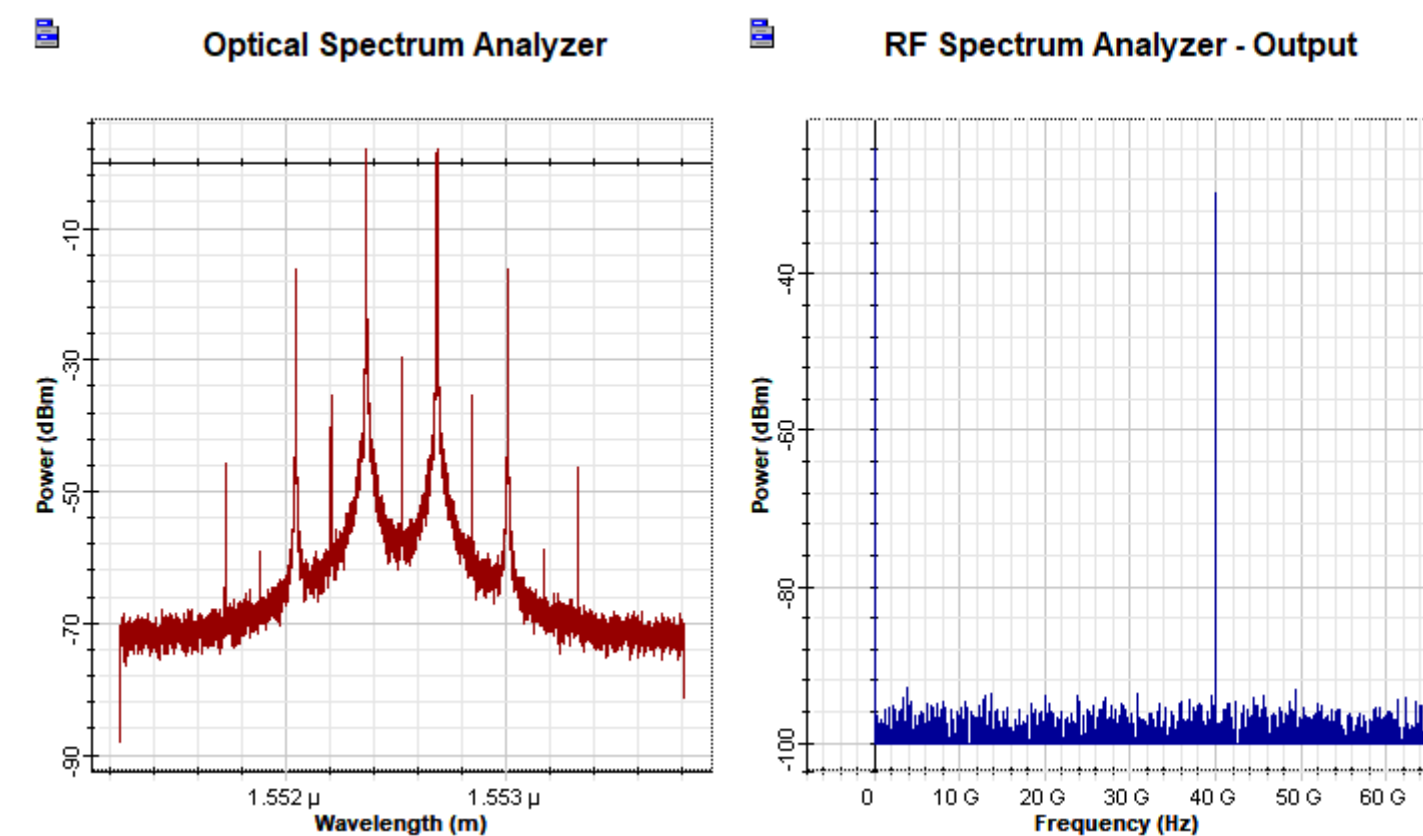 Optical Spectrum Analyzer
Power (dBm)
-10
-30
-50
-70
-90
1.552 µ
1.553 µ
Wavelength (m)
RF Spectrum Analyzer - Output
Power (dBm)
-40
-60
-80
-100
0
10 G
20 G
30 G
40 G
50 G
60 G
Frequency (Hz)